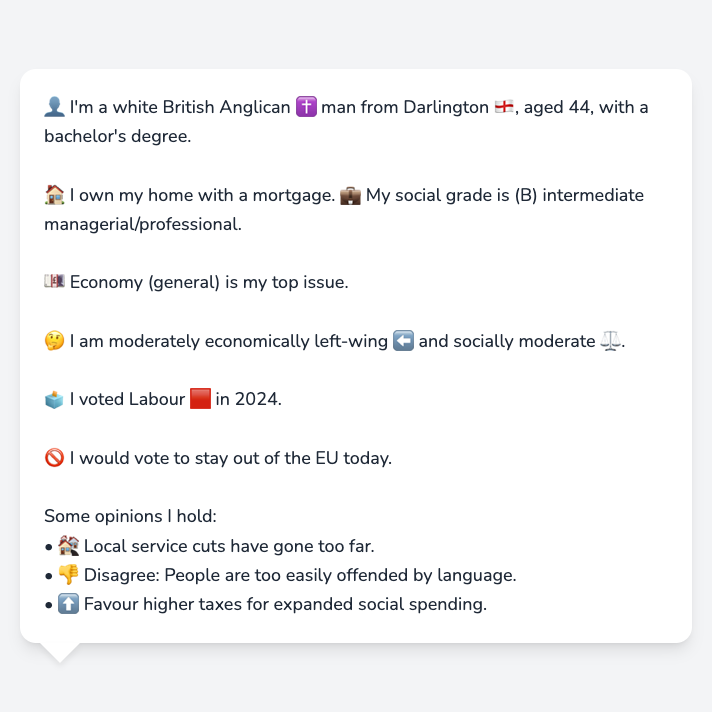 👤 I'm a white British Anglican ✝️ man from Darlington 🏴󠁧󠁢󠁥󠁮󠁧󠁿, aged 44, with a
bachelor's degree.
🏠 I own my home with a mortgage. 💼 My social grade is (B) intermediate
managerial/professional.
💷 Economy (general) is my top issue.
🤔 I am moderately economically left-wing ⬅️ and socially moderate ⚖️.
🗳️ I voted Labour 🟥 in 2024.
🚫 I would vote to stay out of the EU today.
Some opinions I hold:
• 🏚️ Local service cuts have gone too far.
• 👎 Disagree: People are too easily offended by language.
• ⬆️ Favour higher taxes for expanded social spending.